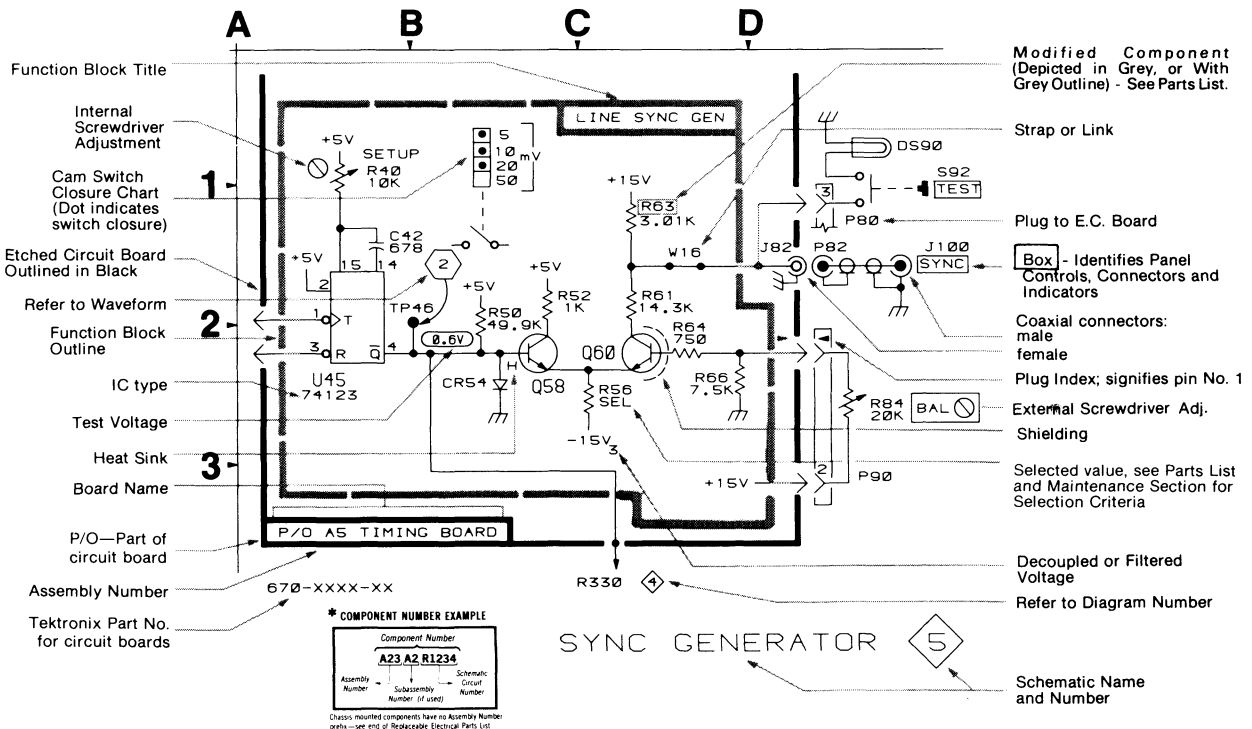 A B C D
Function Block Title
Internal
Screwdriver
Adjustment
Cam Switch
Closure Chart
(Dot indicates
switch closure)
1
Etched Circuit Board
Outlined in Black
Refer to Waveform
2
Function Block
Outline
IC type
Test Voltage
Heat Sink
3
Board Name
P/O—Part of
circuit board
Assembly Number
Tektronix Part No.
for circuit boards
LINE SYNC GEN
+5V
SETUP
R40
10K
5
10
20
50
mV
C42
678
+5V
15 14
2
1
T
3
R
Q̅
4
U45
74123
2
TP46
0.6V
+5V
R50
49.9K
CR54
H
+5V
R52
1K
Q58
+15V
R63
3.01K
W16
R61
14.3K
Q60
R64
750
R66
7.5K
R56
SEL
-15V
3
+15V
DS90
S92
TEST
3
P80
J82
P82
J100
SYNC
1
R84
20K
BAL
2
P90
P/O A5 TIMING BOARD
670-XXXX-XX
R330
4
SYNC GENERATOR
5
* COMPONENT NUMBER EXAMPLE
Component Number
A23 A2 R1234
Assembly
Number
Subassembly
Number (if used)
Schematic
Circuit
Number
Chassis mounted components have no Assembly Number
prefix—see end of Replaceable Electrical Parts List
Modified Component
(Depicted in Grey, or With
Grey Outline) - See Parts List.
Strap or Link
Plug to E.C. Board
Box - Identifies Panel
Controls, Connectors and
Indicators
Coaxial connectors:
male
female
Plug Index; signifies pin No. 1
External Screwdriver Adj.
Shielding
Selected value, see Parts List
and Maintenance Section for
Selection Criteria
Decoupled or Filtered
Voltage
Refer to Diagram Number
Schematic Name
and Number